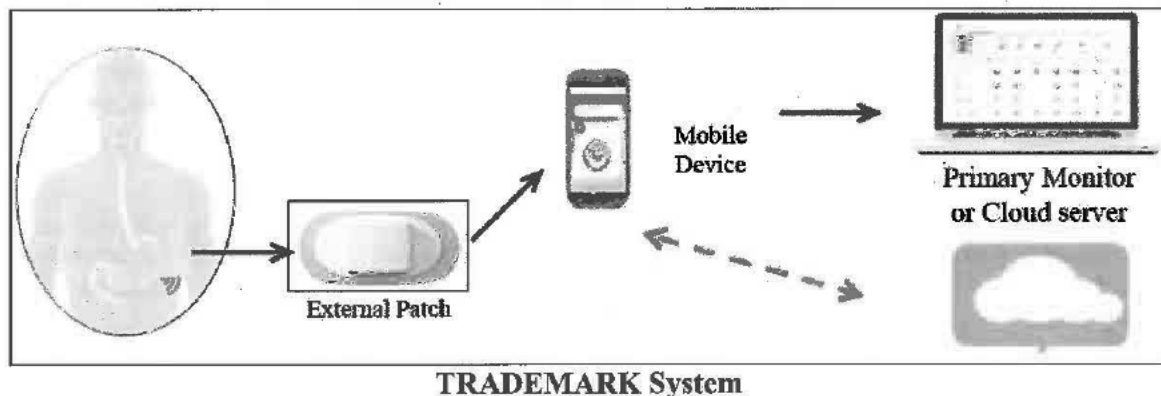 Mobile
Device
Primary Monitor
or Cloud server
External Patch
TRADEMARK System